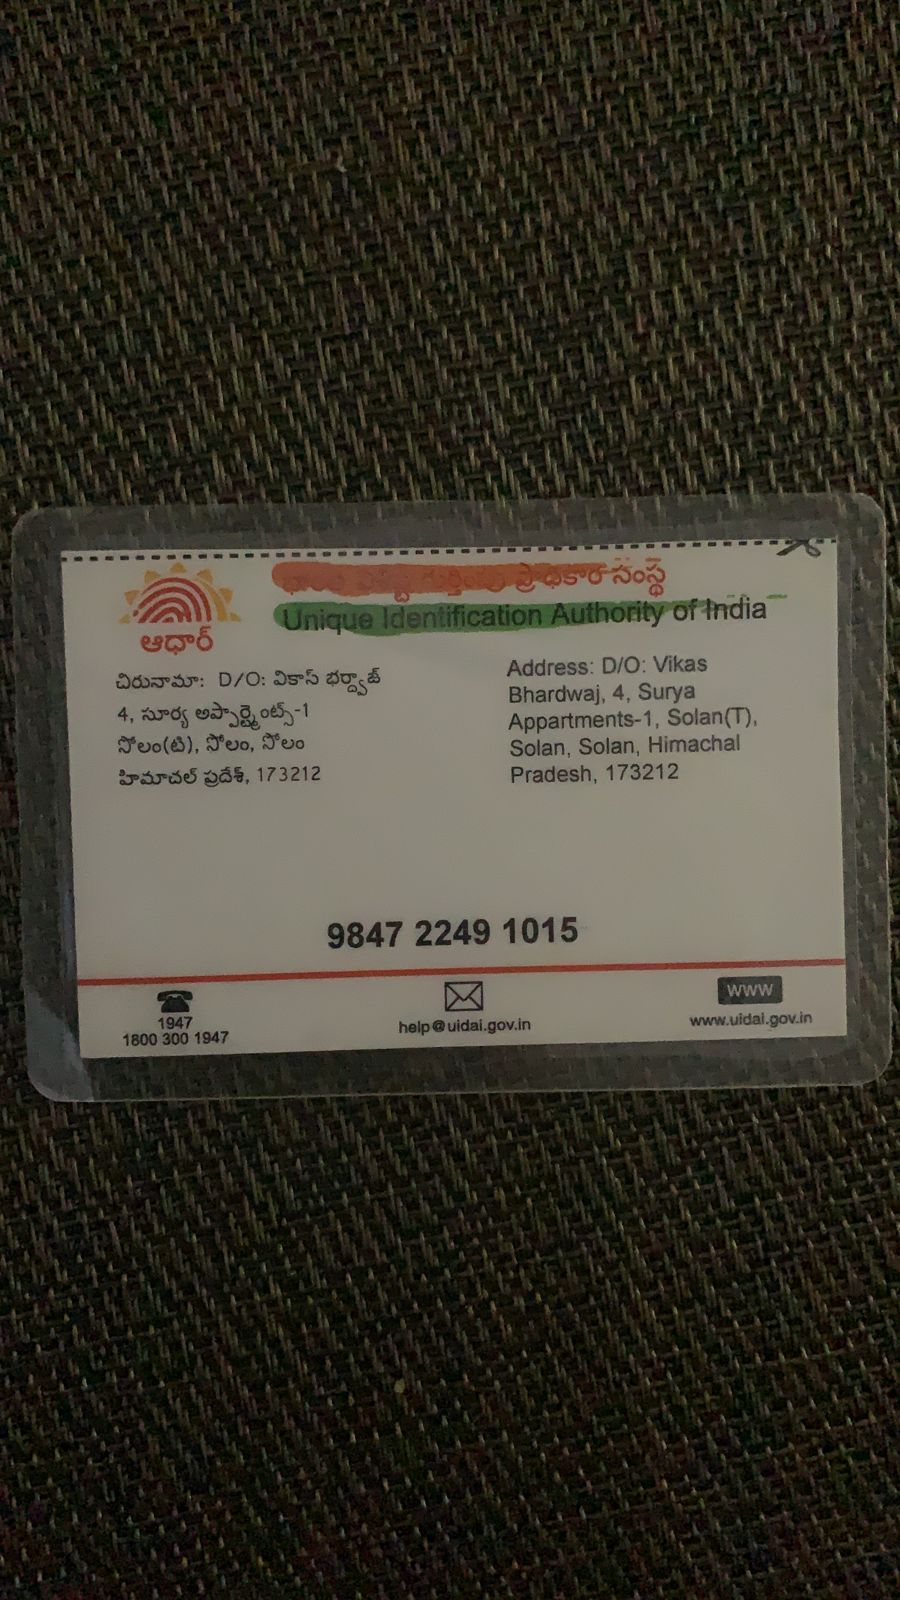 భారత విశిష్ట గుర్తింపు ప్రాధికార సంస్థ
Unique Identification Authority of India
ఆధార్
చిరునామా: D/O: వికాస్ భర్ద్వాజ్
4, సూర్య అప్పార్ట్మెంట్స్-1
సోలం(టి), సోలం, సోలం
హిమాచల్ ప్రదేశ్, 173212
Address: D/O: Vikas
Bhardwaj, 4, Surya
Appartments-1, Solan(T),
Solan, Solan, Himachal
Pradesh, 173212
9847 2249 1015
1947
1800 300 1947
help@uidai.gov.in
WWW
www.uidai.gov.in